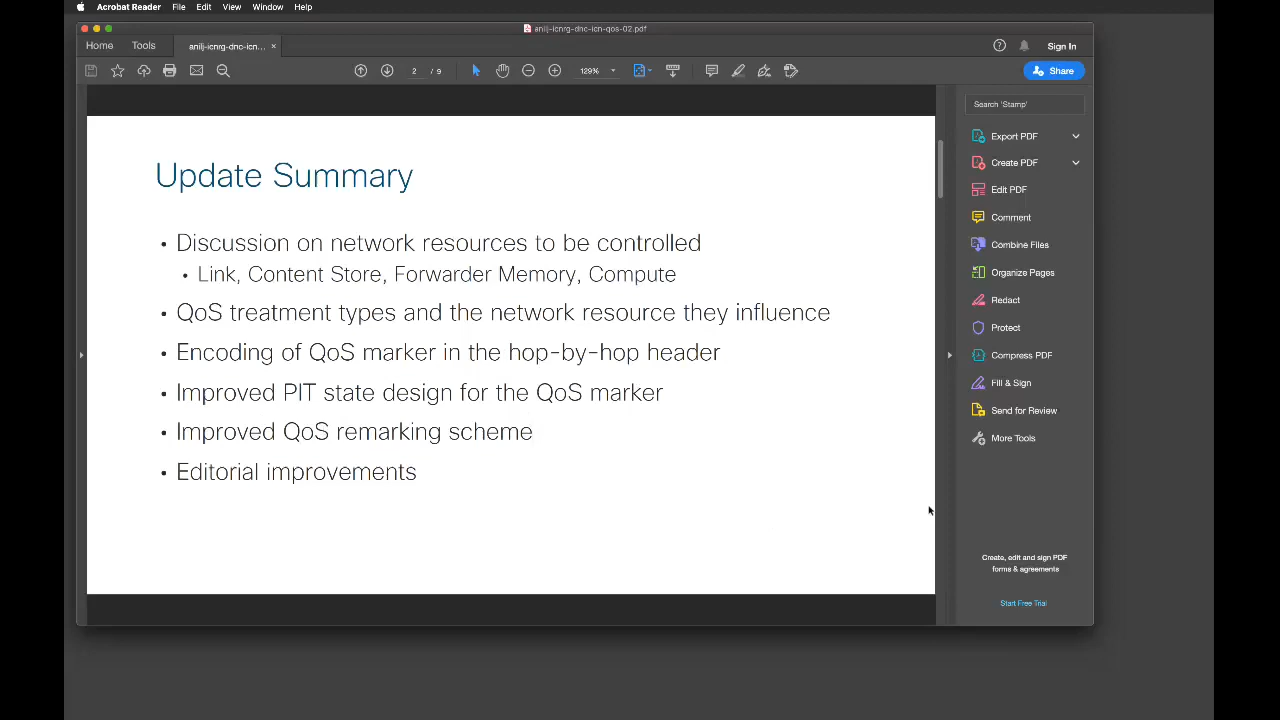 Acrobat Reader File Edit View Window Help
anilj-icnrg-dnc-icn-qos-02.pdf
Home Tools anilj-icnrg-dnc-icn... × Sign In
2 / 9 129% Share
Search 'Stamp'
Update Summary
• Discussion on network resources to be controlled
• Link, Content Store, Forwarder Memory, Compute
• QoS treatment types and the network resource they influence
• Encoding of QoS marker in the hop-by-hop header
• Improved PIT state design for the QoS marker
• Improved QoS remarking scheme
• Editorial improvements
Export PDF
Create PDF
Edit PDF
Comment
Combine Files
Organize Pages
Redact
Protect
Compress PDF
Fill & Sign
Send for Review
More Tools
Create, edit and sign PDF
forms & agreements
Start Free Trial